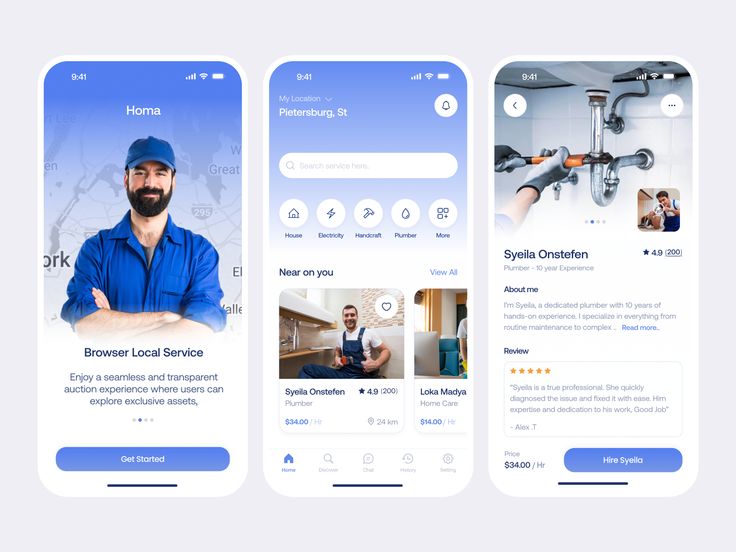 9:41
Homa
Great
295
ork
El
Valle
Browser Local Service
Enjoy a seamless and transparent
auction experience where users can
explore exclusive assets,
Get Started
9:41
My Location
Pietersburg, St
Search service here..
House
Electricity
Handcraft
Plumber
More
Near on you
View All
Syeila Onstefen
4.9 (200)
Plumber
$34.00 / Hr
24 km
Loka Madya
Home Care
$14.00 / Hr
Home
Discover
Chat
History
Setting
9:41
Syeila Onstefen
4.9 (200)
Plumber - 10 year Experience
About me
I'm Syeila, a dedicated plumber with 10 years of
hands-on experience. I specialize in everything from
routine maintenance to complex .. Read more..
Review
"Syeila is a true professional. She quickly
diagnosed the issue and fixed it with ease. Him
expertise and dedication to his work, Good Job"
- Alex .T
Price
$34.00 / Hr
Hire Syeila